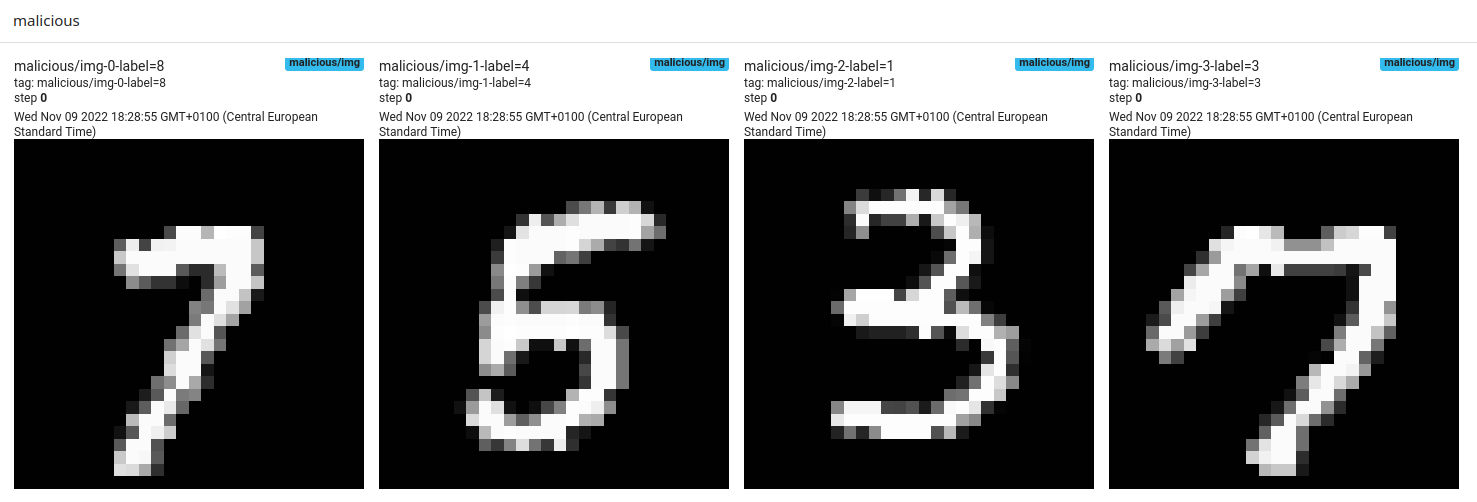 malicious
malicious/img-0-label=8
malicious/img
tag: malicious/img-0-label=8
step 0
Wed Nov 09 2022 18:28:55 GMT+0100 (Central European
Standard Time)
7
malicious/img-1-label=4
malicious/img
tag: malicious/img-1-label=4
step 0
Wed Nov 09 2022 18:28:55 GMT+0100 (Central European
Standard Time)
5
malicious/img-2-label=1
malicious/img
tag: malicious/img-2-label=1
step 0
Wed Nov 09 2022 18:28:55 GMT+0100 (Central European
Standard Time)
3
malicious/img-3-label=3
malicious/img
tag: malicious/img-3-label=3
step 0
Wed Nov 09 2022 18:28:55 GMT+0100 (Central European
Standard Time)
7